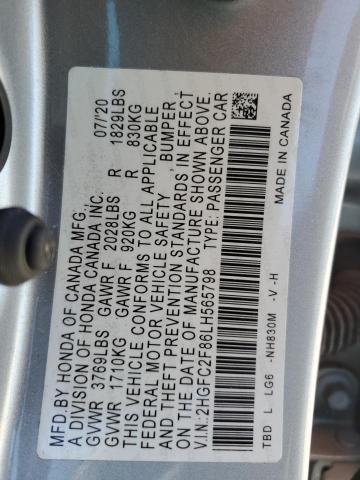 MFD.BY HONDA OF CANADA MFG.,
A DIVISION OF HONDA CANADA INC. 07/'20
GVWR 3769LBS GAWR F 2028LBS R 1829LBS
GVWR 1710KG GAWR F 920KG R 830KG
THIS VEHICLE CONFORMS TO ALL APPLICABLE
FEDERAL MOTOR VEHICLE SAFETY, BUMPER,
AND THEFT PREVENTION STANDARDS IN EFFECT
ON THE DATE OF MANUFACTURE SHOWN ABOVE.
V.I.N.:2HGFC2F86LH565798 TYPE: PASSENGER CAR
TBD L LG6 -NH830M -V -H MADE IN CANADA